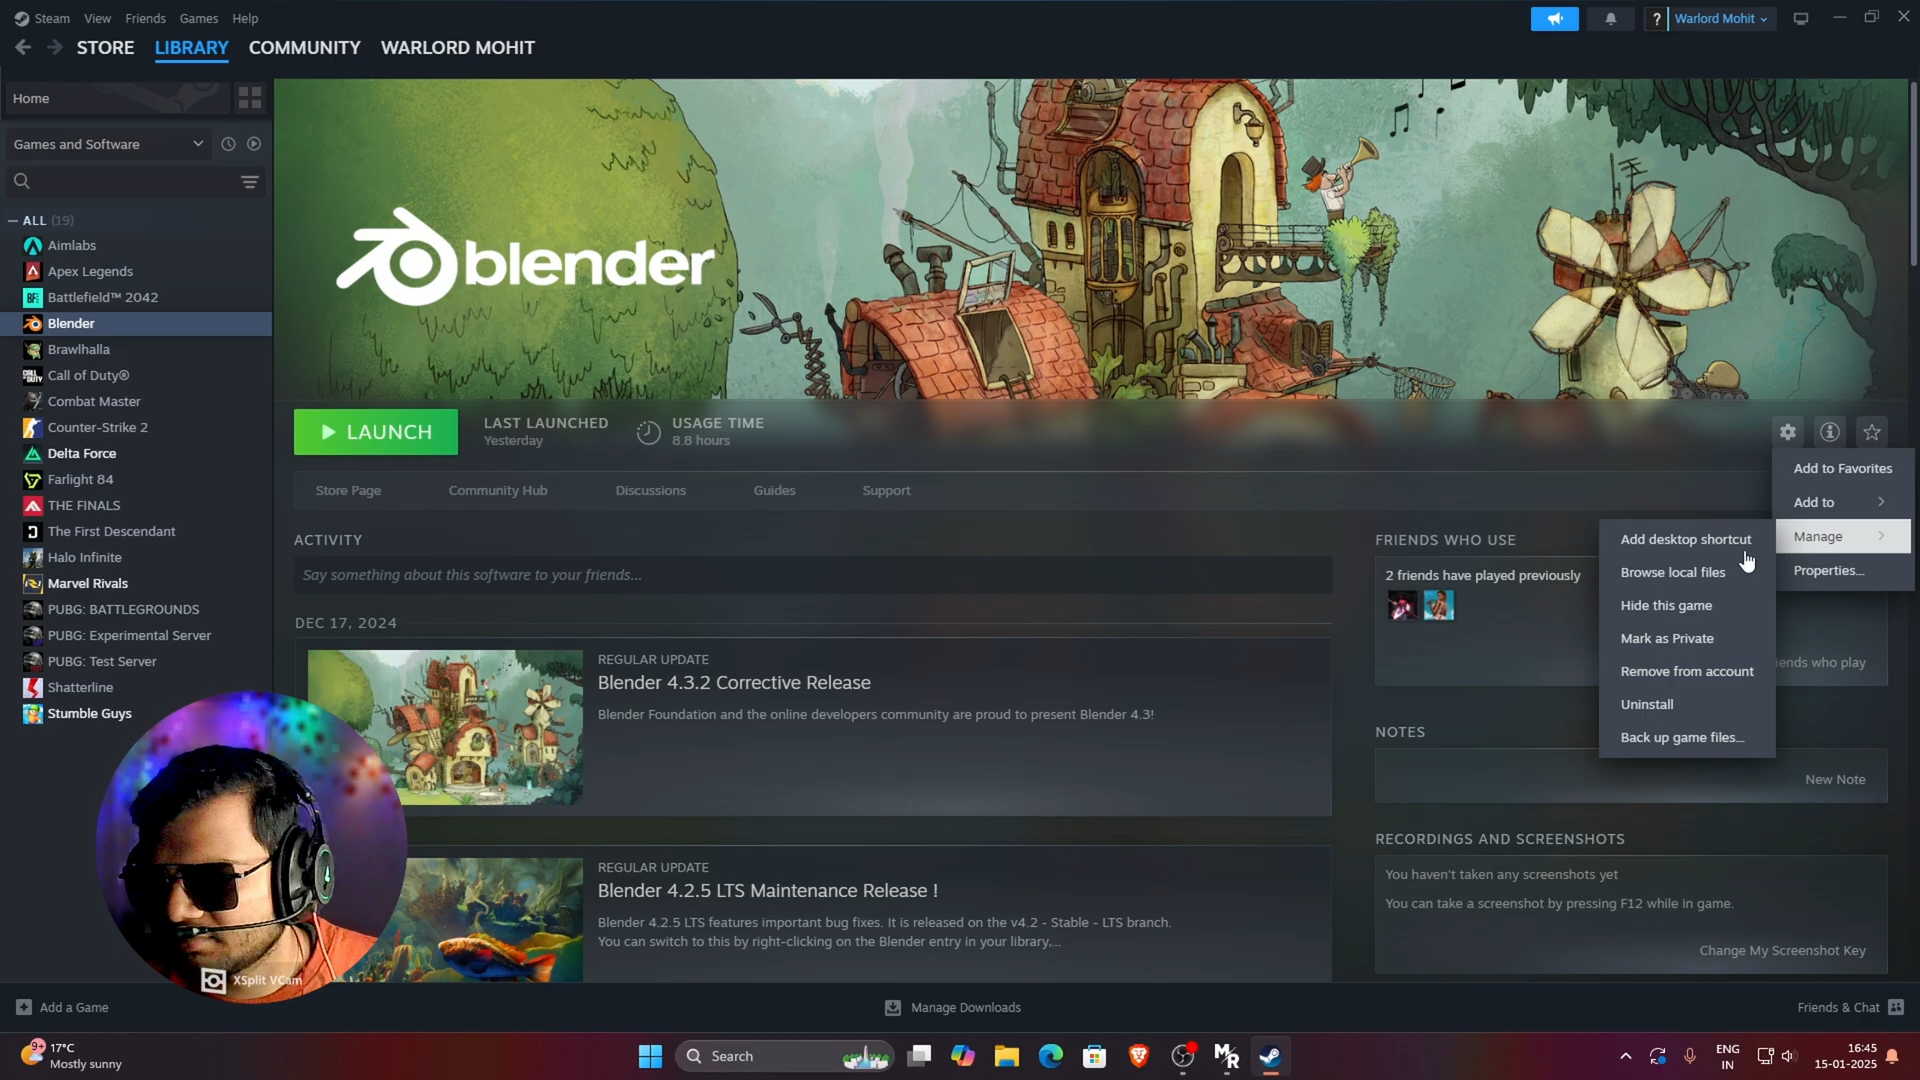 Steam View Friends Games Help
? Warlord Mohit
STORE LIBRARY COMMUNITY WARLORD MOHIT
Home
Games and Software
ALL (19)
Aimlabs
Apex Legends
Battlefield™ 2042
Blender
Brawlhalla
Call of Duty®
Combat Master
Counter-Strike 2
Delta Force
Farlight 84
THE FINALS
The First Descendant
Halo Infinite
Marvel Rivals
PUBG: BATTLEGROUNDS
PUBG: Experimental Server
PUBG: Test Server
Shatterline
Stumble Guys
blender
LAUNCH
LAST LAUNCHED
Yesterday
USAGE TIME
8.8 hours
Store Page Community Hub Discussions Guides Support
ACTIVITY
Say something about this software to your friends...
DEC 17, 2024
REGULAR UPDATE
Blender 4.3.2 Corrective Release
Blender Foundation and the online developers community are proud to present Blender 4.3!
REGULAR UPDATE
Blender 4.2.5 LTS Maintenance Release !
Blender 4.2.5 LTS features important bug fixes. It is released on the v4.2 - Stable - LTS branch.
You can switch to this by right-clicking on the Blender entry in your library,...
Add to Favorites
Add to
Manage
Properties...
Add desktop shortcut
Browse local files
Hide this game
Mark as Private
Remove from account
Uninstall
Back up game files...
FRIENDS WHO USE
2 friends have played previously
iends who play
NOTES
New Note
RECORDINGS AND SCREENSHOTS
You haven't taken any screenshots yet
You can take a screenshot by pressing F12 while in game.
Change My Screenshot Key
XSplit VCam
Add a Game
Manage Downloads
Friends & Chat
9+
17°C
Mostly sunny
Search
ENG
IN
16:45
15-01-2025